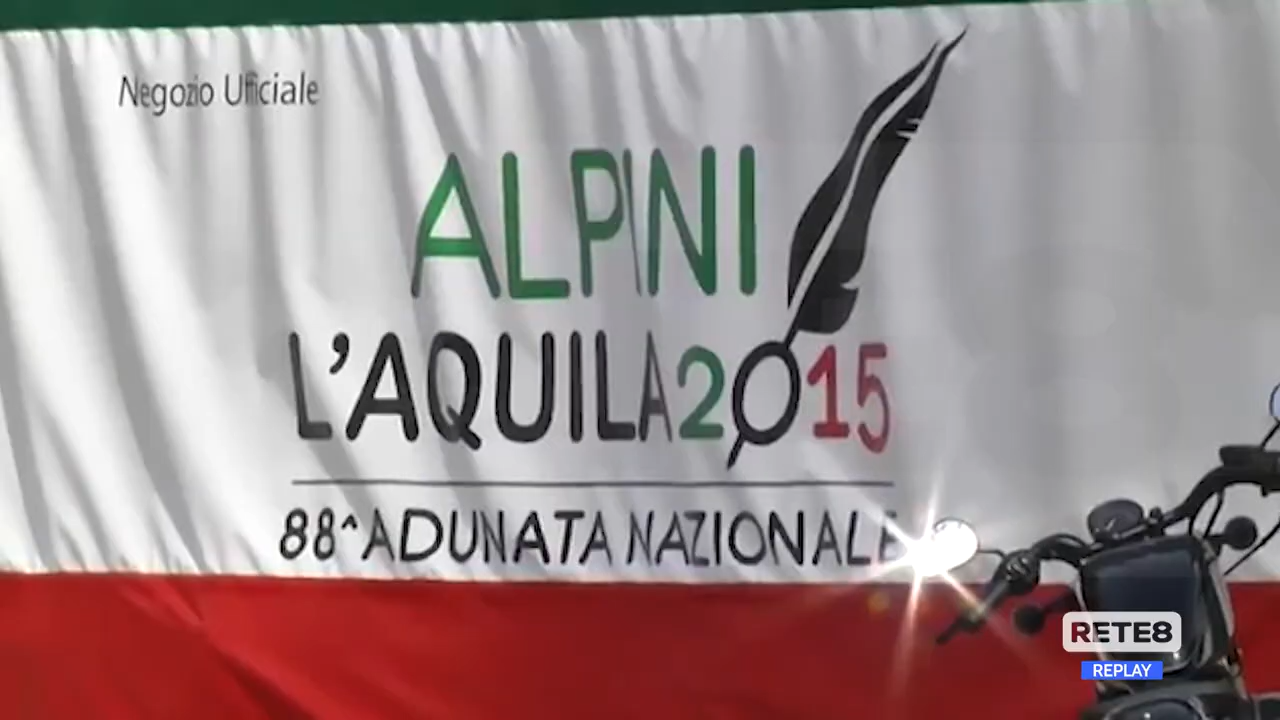 Negozio Ufficiale
ALPINI
L'AQUILA2015
88^ADUNATA NAZIONALE
RETE8
REPLAY